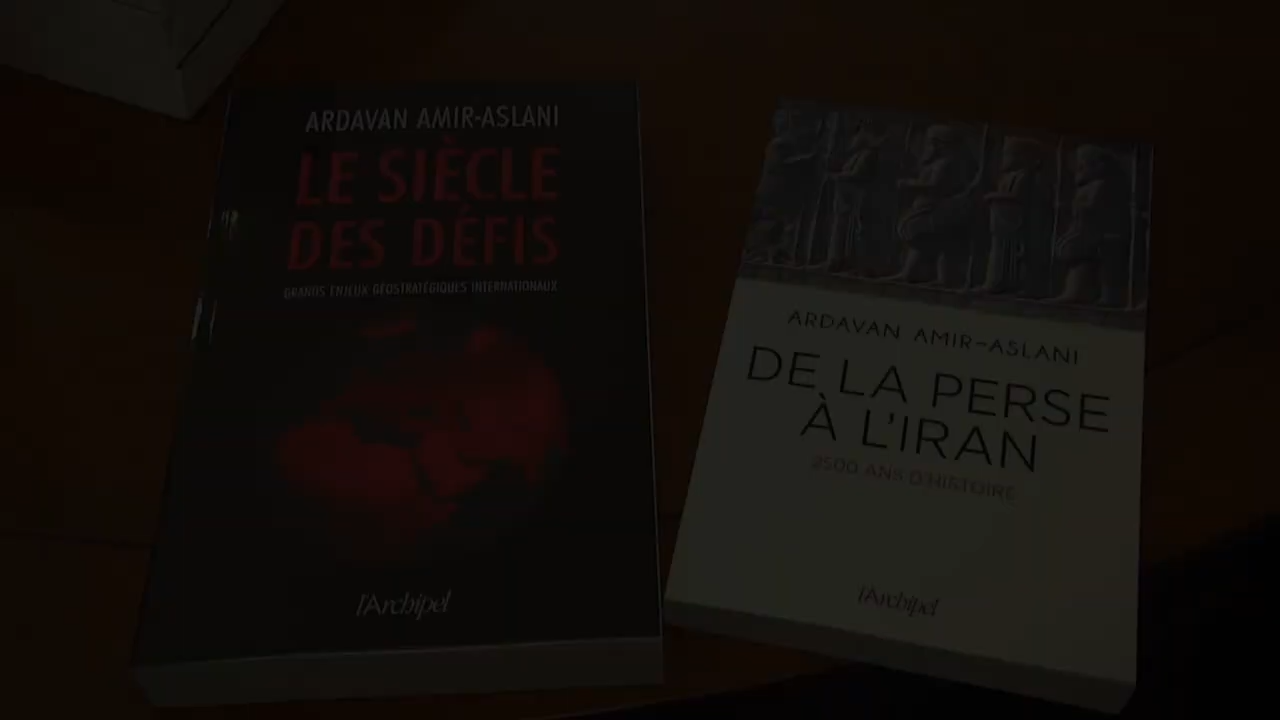 ARDAVAN AMIR-ASLANI
LE SIÈCLE
DES DÉFIS
GRANDS ENJEUX GÉOSTRATÉGIQUES INTERNATIONAUX
l'Archipel
ARDAVAN AMIR-ASLANI
DE LA PERSE
À L'IRAN
2500 ANS D'HISTOIRE
l'Archipel